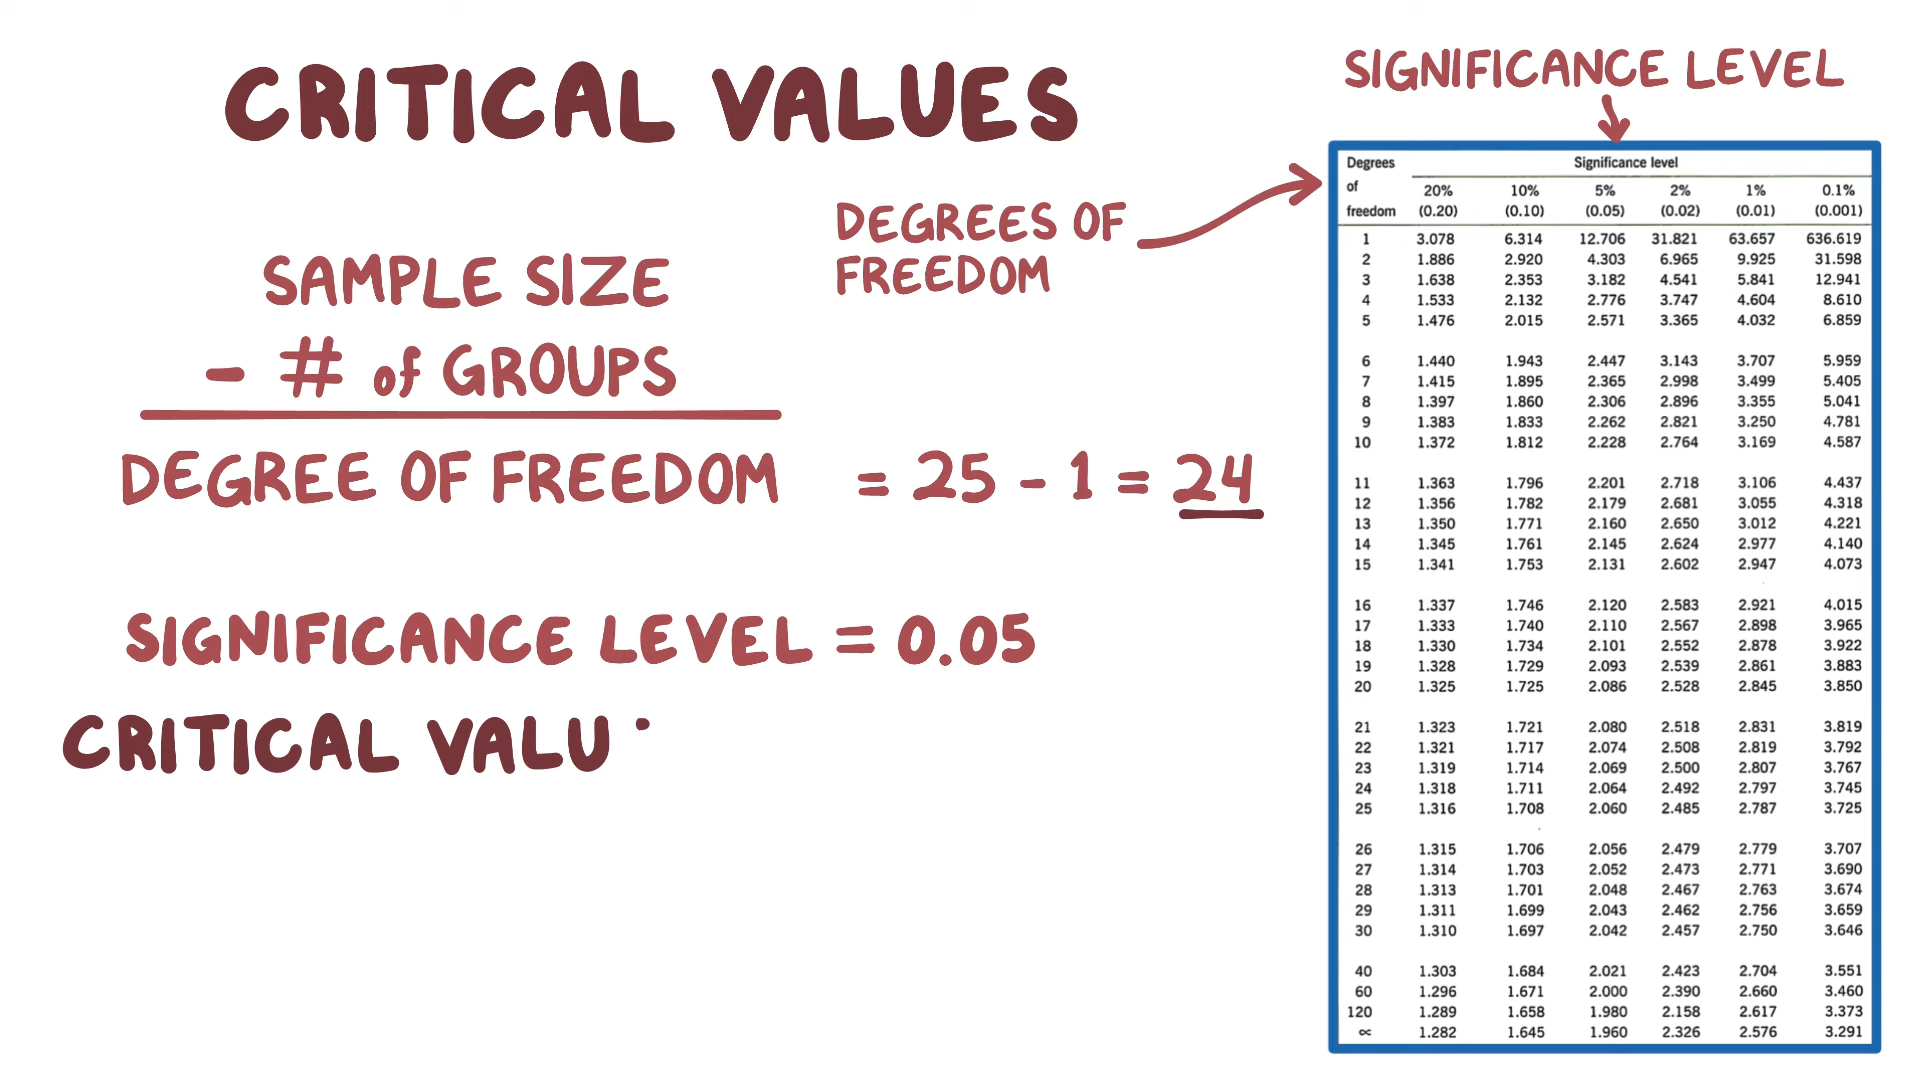 CRITICAL VALUES
SAMPLE SIZE
- # of GROUPS
DEGREE OF FREEDOM = 25 - 1 = 24
SIGNIFICANCE LEVEL = 0.05
CRITICAL VALU
DEGREES OF
FREEDOM
SIGNIFICANCE LEVEL
Degrees Significance level
of 20% 10% 5% 2% 1% 0.1%
freedom (0.20) (0.10) (0.05) (0.02) (0.01) (0.001)
1 3.078 6.314 12.706 31.821 63.657 636.619
2 1.886 2.920 4.303 6.965 9.925 31.598
3 1.638 2.353 3.182 4.541 5.841 12.941
4 1.533 2.132 2.776 3.747 4.604 8.610
5 1.476 2.015 2.571 3.365 4.032 6.859
6 1.440 1.943 2.447 3.143 3.707 5.959
7 1.415 1.895 2.365 2.998 3.499 5.405
8 1.397 1.860 2.306 2.896 3.355 5.041
9 1.383 1.833 2.262 2.821 3.250 4.781
10 1.372 1.812 2.228 2.764 3.169 4.587
11 1.363 1.796 2.201 2.718 3.106 4.437
12 1.356 1.782 2.179 2.681 3.055 4.318
13 1.350 1.771 2.160 2.650 3.012 4.221
14 1.345 1.761 2.145 2.624 2.977 4.140
15 1.341 1.753 2.131 2.602 2.947 4.073
16 1.337 1.746 2.120 2.583 2.921 4.015
17 1.333 1.740 2.110 2.567 2.898 3.965
18 1.330 1.734 2.101 2.552 2.878 3.922
19 1.328 1.729 2.093 2.539 2.861 3.883
20 1.325 1.725 2.086 2.528 2.845 3.850
21 1.323 1.721 2.080 2.518 2.831 3.819
22 1.321 1.717 2.074 2.508 2.819 3.792
23 1.319 1.714 2.069 2.500 2.807 3.767
24 1.318 1.711 2.064 2.492 2.797 3.745
25 1.316 1.708 2.060 2.485 2.787 3.725
26 1.315 1.706 2.056 2.479 2.779 3.707
27 1.314 1.703 2.052 2.473 2.771 3.690
28 1.313 1.701 2.048 2.467 2.763 3.674
29 1.311 1.699 2.043 2.462 2.756 3.659
30 1.310 1.697 2.042 2.457 2.750 3.646
40 1.303 1.684 2.021 2.423 2.704 3.551
60 1.296 1.671 2.000 2.390 2.660 3.460
120 1.289 1.658 1.980 2.158 2.617 3.373
∞ 1.282 1.645 1.960 2.326 2.576 3.291